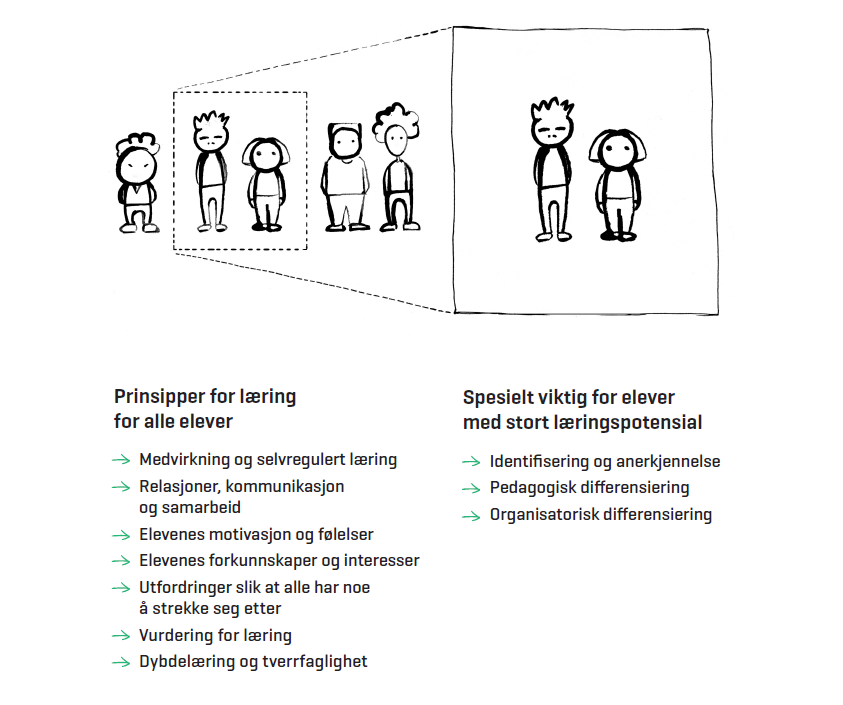 Prinsipper for læring
for alle elever
Medvirkning og selvregulert læring
Relasjoner, kommunikasjon
og samarbeid
Elevenes motivasjon og følelser
Elevenes forkunnskaper og interesser
Utfordringer slik at alle har noe
å strekke seg etter
Vurdering for læring
Dybdelæring og tverrfaglighet
Spesielt viktig for elever
med stort læringspotensial
Identifisering og anerkjennelse
Pedagogisk differensiering
Organisatorisk differensiering